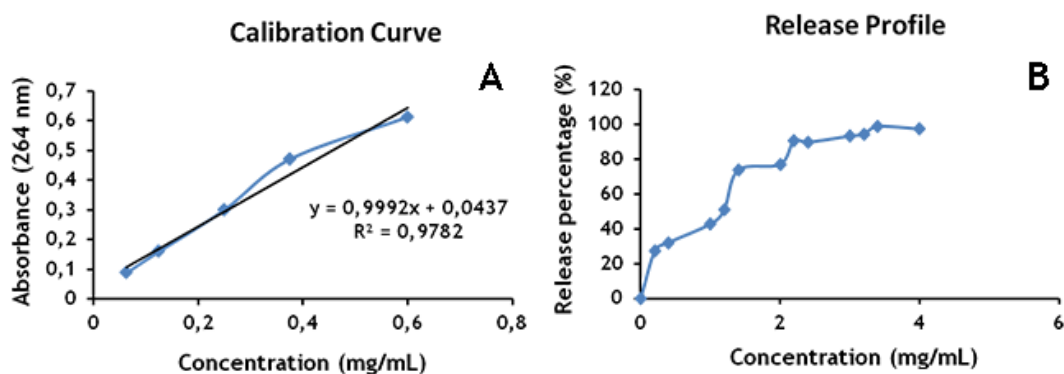 Calibration Curve
A
Absorbance (264 nm)
0,7
0,6
0,5
0,4
0,3
0,2
0,1
0
y = 0,9992x + 0,0437
R² = 0,9782
0 0,2 0,4 0,6 0,8
Concentration (mg/mL)
Release Profile
B
Release percentage (%)
120
100
80
60
40
20
0
0 2 4 6
Concentration (mg/mL)